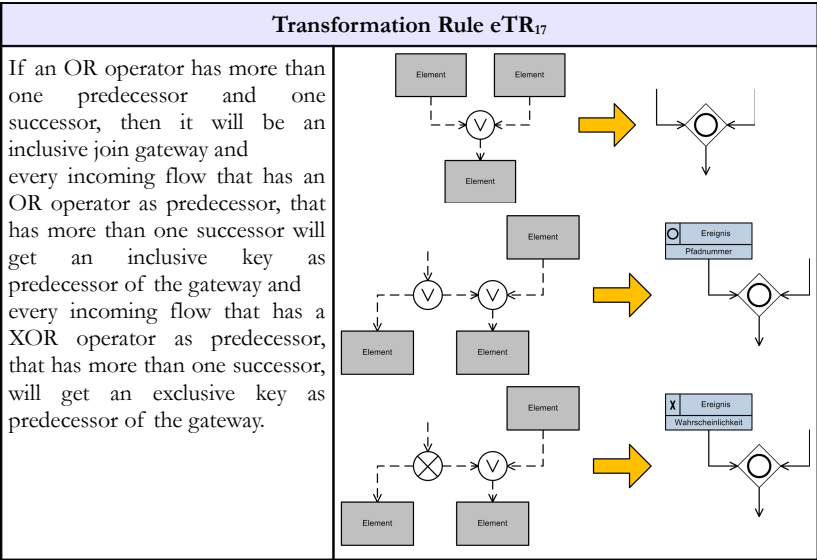 Transformation Rule eTR₁₇
If an OR operator has more than
one predecessor and one
successor, then it will be an
inclusive join gateway and
every incoming flow that has an
OR operator as predecessor, that
has more than one successor will
get an inclusive key as
predecessor of the gateway and
every incoming flow that has a
XOR operator as predecessor,
that has more than one successor,
will get an exclusive key as
predecessor of the gateway.
Element
Element
V
Element
Element
Ereignis
Pfadnummer
V
V
Element
Element
Element
X
Ereignis
Wahrscheinlichkeit
V
Element
Element